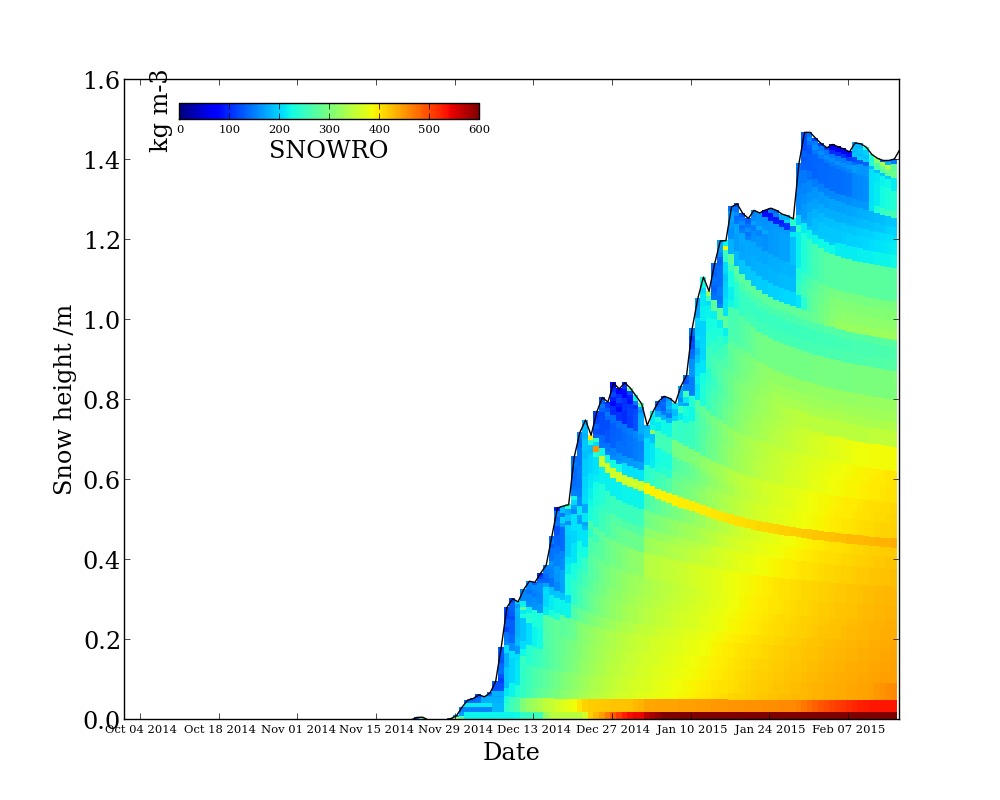 1.6
kg m-3
0 100 200 300 400 500 600
SNOWRO
1.4
1.2
1.0
Snow height /m
0.8
0.6
0.4
0.2
0.0
Oct 04 2014 Oct 18 2014 Nov 01 2014 Nov 15 2014 Nov 29 2014 Dec 13 2014 Dec 27 2014 Jan 10 2015 Jan 24 2015 Feb 07 2015
Date